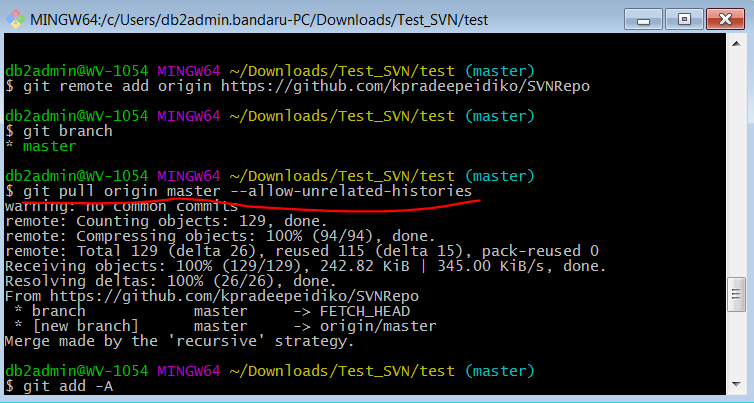 MINGW64:/c/Users/db2admin.bandaru-PC/Downloads/Test_SVN/test
db2admin@WV-1054 MINGW64 ~/Downloads/Test_SVN/test (master)
$ git remote add origin https://github.com/kpradeepeidiko/SVNRepo
db2admin@WV-1054 MINGW64 ~/Downloads/Test_SVN/test (master)
$ git branch
* master
db2admin@WV-1054 MINGW64 ~/Downloads/Test_SVN/test (master)
$ git pull origin master --allow-unrelated-histories
warning: no common commits
remote: Counting objects: 129, done.
remote: Compressing objects: 100% (94/94), done.
remote: Total 129 (delta 26), reused 115 (delta 15), pack-reused 0
Receiving objects: 100% (129/129), 242.82 KiB | 345.00 KiB/s, done.
Resolving deltas: 100% (26/26), done.
From https://github.com/kpradeepeidiko/SVNRepo
 * branch            master     -> FETCH_HEAD
 * [new branch]      master     -> origin/master
Merge made by the 'recursive' strategy.
db2admin@WV-1054 MINGW64 ~/Downloads/Test_SVN/test (master)
$ git add -A